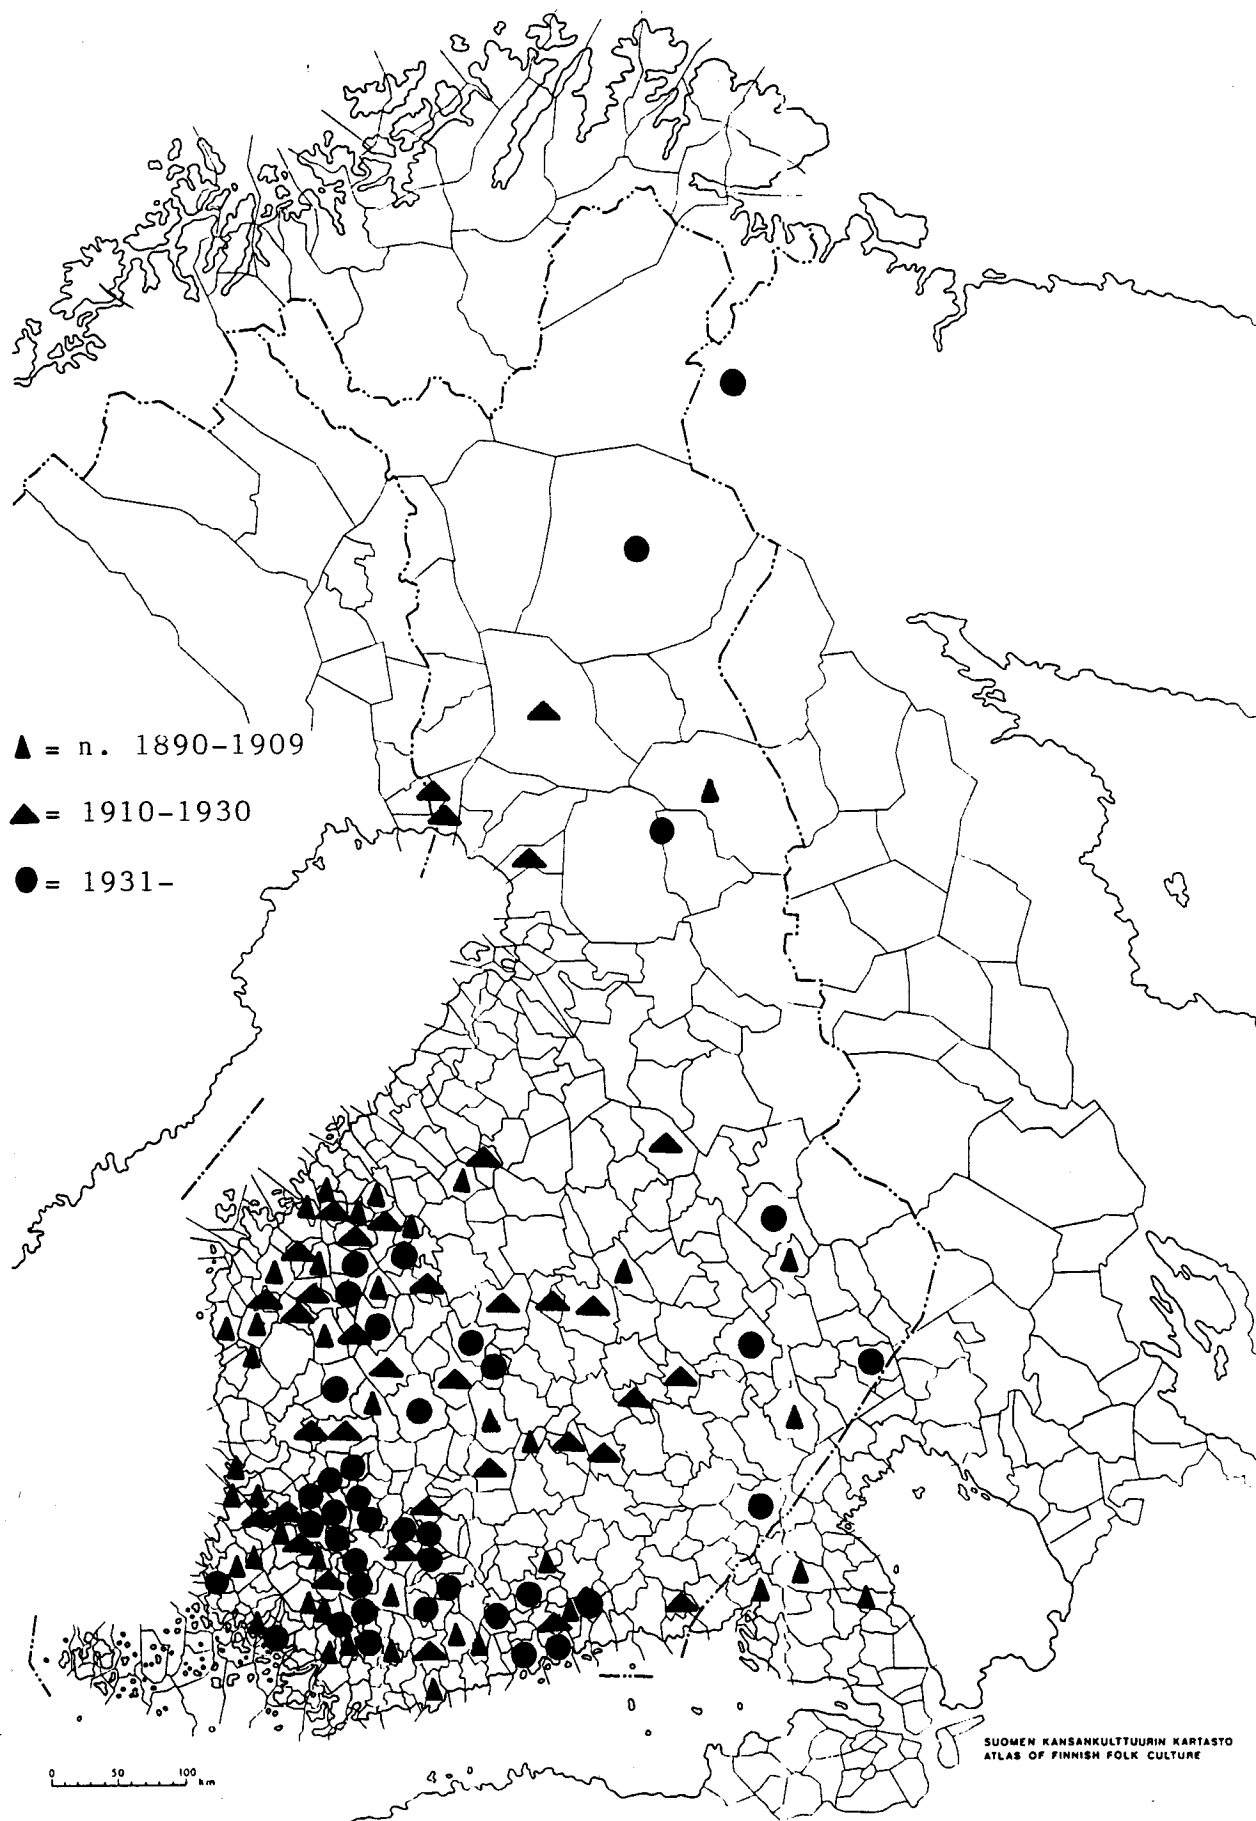 ▲ = n. 1890-1909
▲ = 1910-1930
● = 1931-
SUOMEN KANSANKULTTUURIN KARTASTO
ATLAS OF FINNISH FOLK CULTURE
0 50 100
km